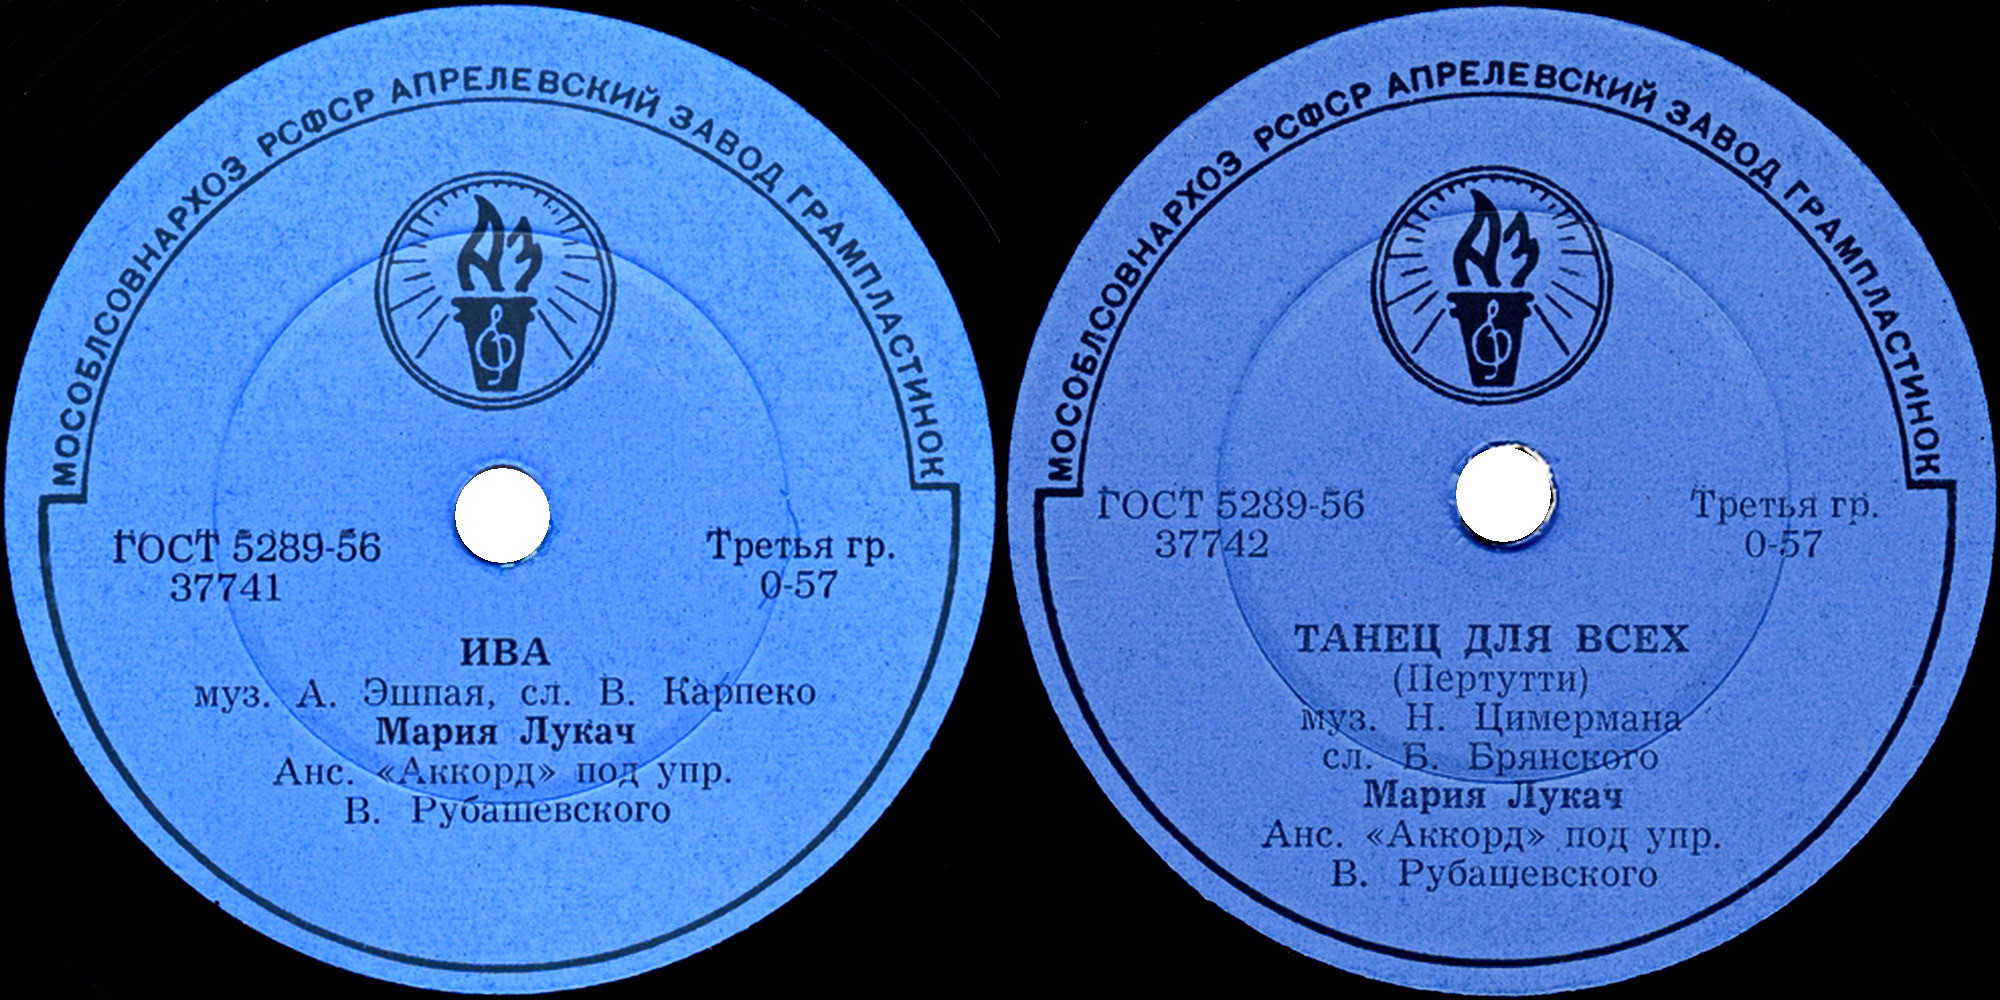 МОСОБЛСОВНАРХОЗ РСФСР АПРЕЛЕВСКИЙ ЗАВОД ГРАМПЛАСТИНОК
АЗ
ГОСТ 5289-56
37741
Третья гр.
0-57
ИВА
муз. А. Эшпая, сл. В. Карпеко
Мария Лукач
Анс. «Аккорд» под упр.
В. Рубашевского
МОСОБЛСОВНАРХОЗ РСФСР АПРЕЛЕВСКИЙ ЗАВОД ГРАМПЛАСТИНОК
АЗ
ГОСТ 5289-56
37742
Третья гр.
0-57
ТАНЕЦ ДЛЯ ВСЕХ
(Пертутти)
муз. Н. Цимермана
сл. Б. Брянского
Мария Лукач
Анс. «Аккорд» под упр.
В. Рубашевского